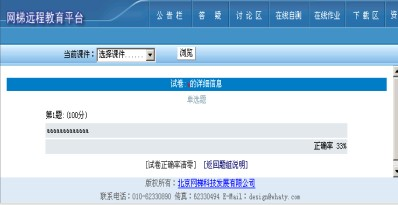 网梯远程教育平台
公告栏 答疑 讨论区 在线自测 在线作业 下载区 资
当前课件: 选择课件...... 浏览
试卷:的详细信息
单选题
第1题:(100分)
aaaaaaaaaaaaa
正确率 33%
[试卷正确率清零] [返回题组说明]
版权所有:北京网梯科技发展有限公司
联系电话:010-62330890 传真:62330494 E-Mail:design@whaty.com